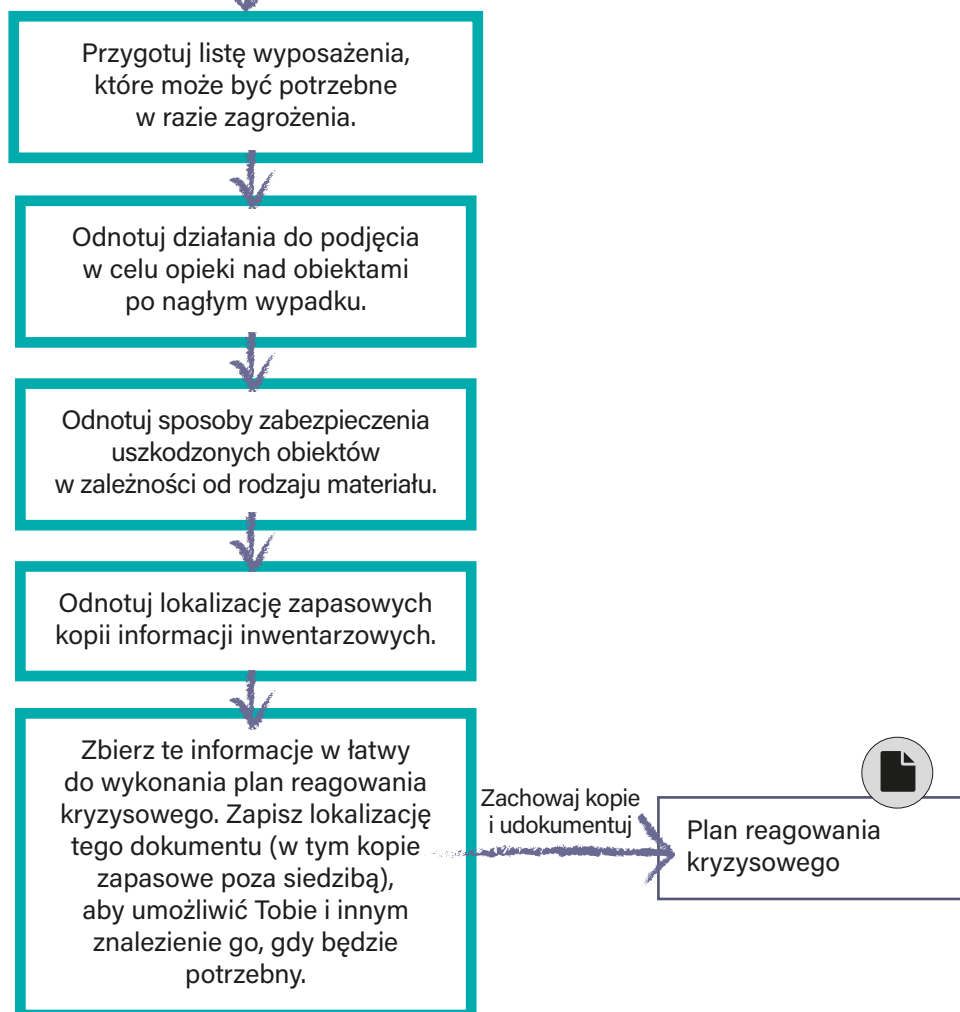 Przygotuj listę wyposażenia,
które może być potrzebne
w razie zagrożenia.
Odnotuj działania do podjęcia
w celu opieki nad obiektami
po nagłym wypadku.
Odnotuj sposoby zabezpieczenia
uszkodzonych obiektów
w zależności od rodzaju materiału.
Odnotuj lokalizację zapasowych
kopii informacji inwentarzowych.
Zbierz te informacje w łatwy
do wykonania plan reagowania
kryzysowego. Zapisz lokalizację
tego dokumentu (w tym kopie
zapasowe poza siedzibą),
aby umożliwić Tobie i innym
znalezienie go, gdy będzie
potrzebny.
Zachowaj kopie
i udokumentuj
Plan reagowania
kryzysowego